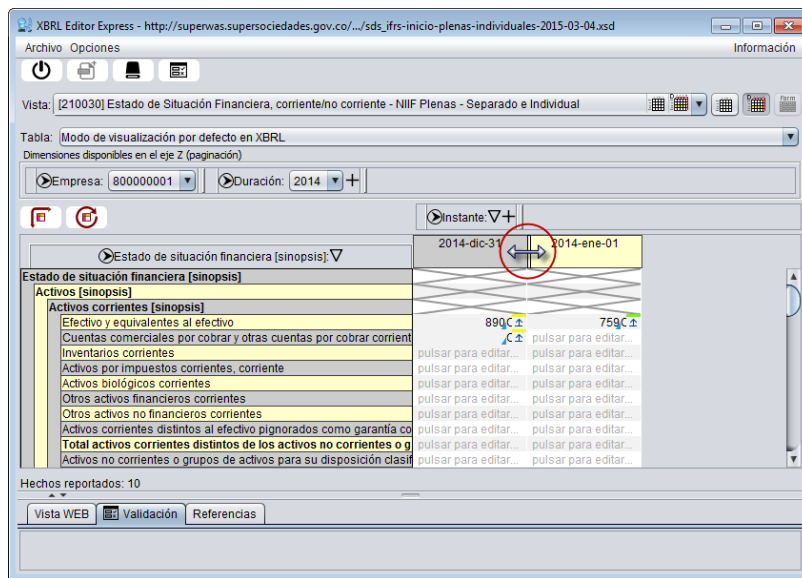 XBRL Editor Express - http://superwas.supersociedades.gov.co/.../sds_ifrs-inicio-plenas-individuales-2015-03-04.xsd
Archivo Opciones Información
Vista: [210030] Estado de Situación Financiera, corriente/no corriente - NIIF Plenas - Separado e Individual
Tabla: Modo de visualización por defecto en XBRL
Dimensiones disponibles en el eje Z (paginación)
Empresa: 800000001 Duración: 2014
Instante:
Estado de situación financiera [sinopsis]: 2014-dic-31 2014-ene-01
Estado de situación financiera [sinopsis]
Activos [sinopsis]
Activos corrientes [sinopsis]
Efectivo y equivalentes al efectivo 890,C 759,C
Cuentas comerciales por cobrar y otras cuentas por cobrar corrient ,C pulsar para editar...
Inventarios corrientes pulsar para editar... pulsar para editar...
Activos por impuestos corrientes, corriente pulsar para editar... pulsar para editar...
Activos biológicos corrientes pulsar para editar... pulsar para editar...
Otros activos financieros corrientes pulsar para editar... pulsar para editar...
Otros activos no financieros corrientes pulsar para editar... pulsar para editar...
Activos corrientes distintos al efectivo pignorados como garantía co pulsar para editar... pulsar para editar...
Total activos corrientes distintos de los activos no corrientes o g pulsar para editar... pulsar para editar...
Activos no corrientes o grupos de activos para su disposición clasif pulsar para editar... pulsar para editar...
Hechos reportados: 10
Vista WEB Validación Referencias